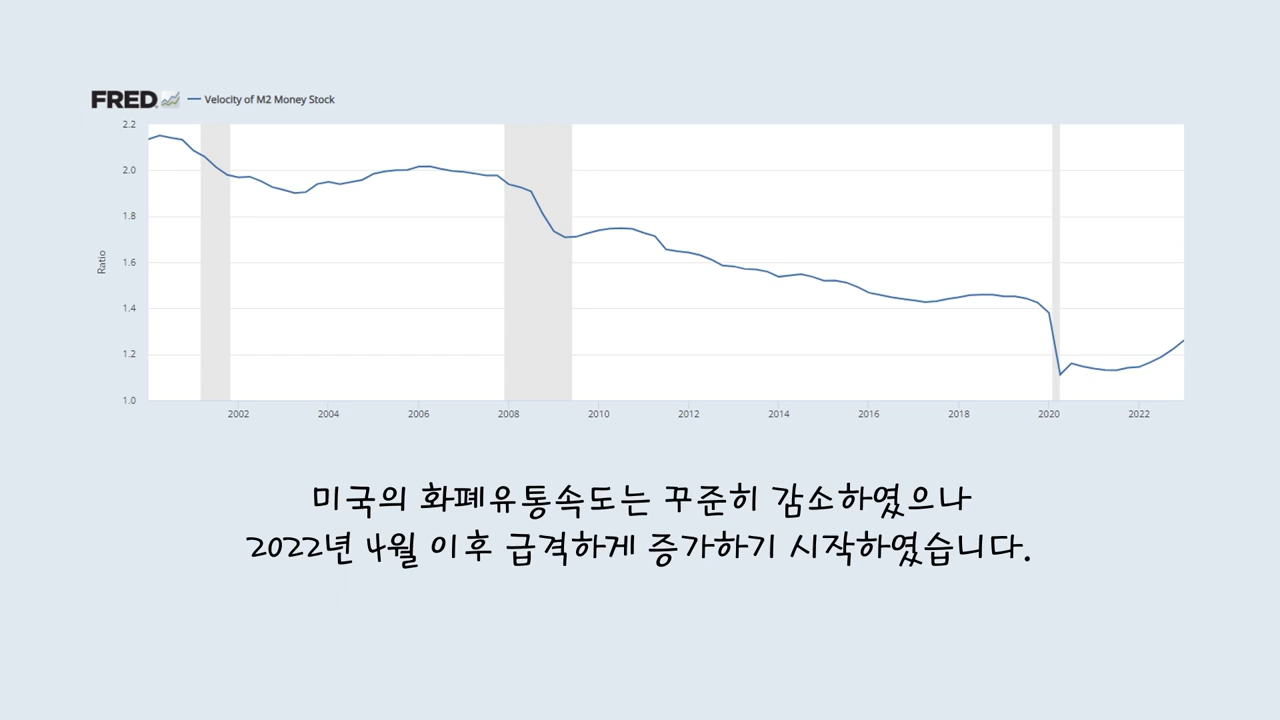 FRED
Velocity of M2 Money Stock
2.2
2.0
1.8
1.6
1.4
1.2
1.0
Ratio
2002 2004 2006 2008 2010 2012 2014 2016 2018 2020 2022
미국의 화폐유통속도는 꾸준히 감소하였으나
2022년 4월 이후 급격하게 증가하기 시작하였습니다.